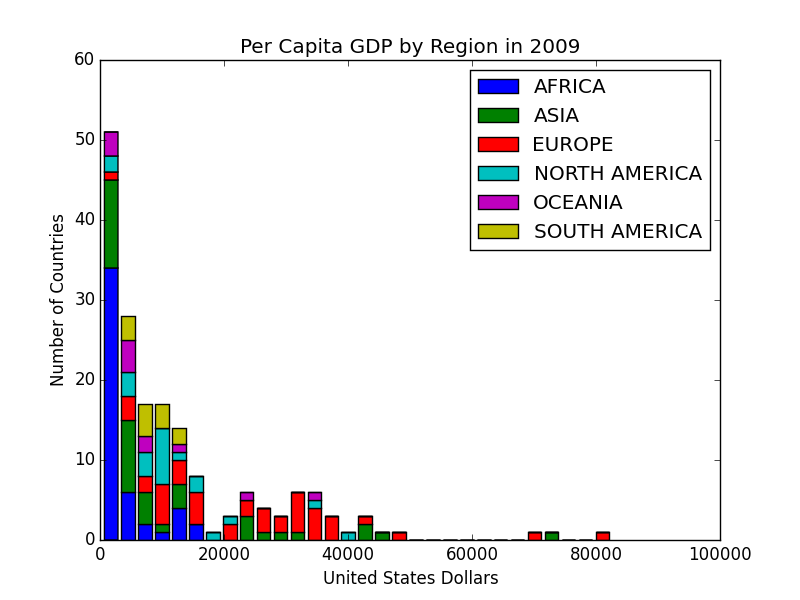 Per Capita GDP by Region in 2009
60
50
40
30
20
10
0
Number of Countries
AFRICA
ASIA
EUROPE
NORTH AMERICA
OCEANIA
SOUTH AMERICA
0 20000 40000 60000 80000 100000
United States Dollars